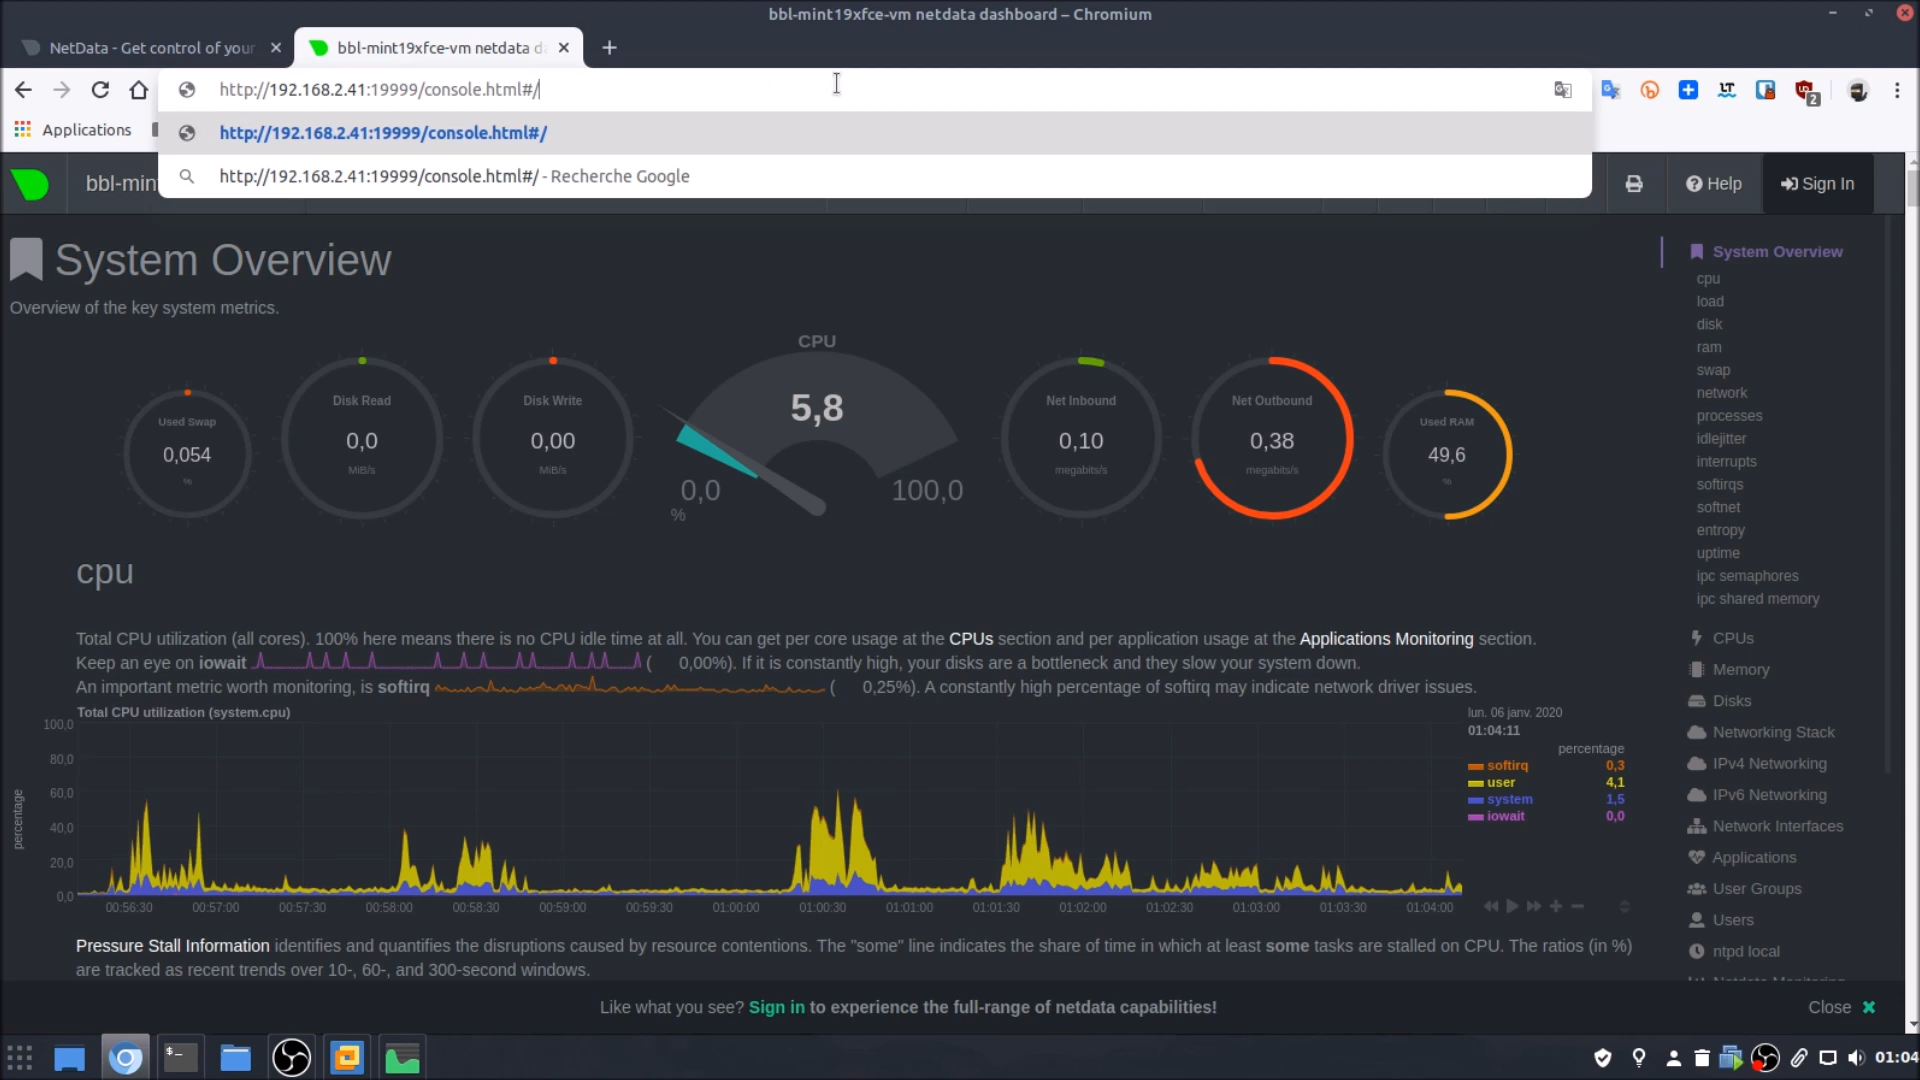 bbl-mint19xfce-vm netdata dashboard – Chromium
NetData - Get control of your
bbl-mint19xfce-vm netdata da
http://192.168.2.41:19999/console.html#/
2
Applications
http://192.168.2.41:19999/console.html#/
http://192.168.2.41:19999/console.html#/ - Recherche Google
bbl-mint
Help
Sign In
System Overview
Overview of the key system metrics.
Used Swap
0,054
%
Disk Read
0,0
MiB/s
Disk Write
0,00
MiB/s
CPU
5,8
0,0
100,0
%
Net Inbound
0,10
megabits/s
Net Outbound
0,38
megabits/s
Used RAM
49,6
%
cpu
Total CPU utilization (all cores). 100% here means there is no CPU idle time at all. You can get per core usage at the CPUs section and per application usage at the Applications Monitoring section.
Keep an eye on iowait ( 0,00%). If it is constantly high, your disks are a bottleneck and they slow your system down.
An important metric worth monitoring, is softirq ( 0,25%). A constantly high percentage of softirq may indicate network driver issues.
Total CPU utilization (system.cpu)
percentage
100,0
80,0
60,0
40,0
20,0
0,0
00:56:30 00:57:00 00:57:30 00:58:00 00:58:30 00:59:00 00:59:30 01:00:00 01:00:30 01:01:00 01:01:30 01:02:00 01:02:30 01:03:00 01:03:30 01:04:00
lun. 06 janv. 2020
01:04:11
percentage
softirq 0,3
user 4,1
system 1,5
iowait 0,0
Pressure Stall Information identifies and quantifies the disruptions caused by resource contentions. The "some" line indicates the share of time in which at least some tasks are stalled on CPU. The ratios (in %)
are tracked as recent trends over 10-, 60-, and 300-second windows.
System Overview
cpu
load
disk
ram
swap
network
processes
idlejitter
interrupts
softirqs
softnet
entropy
uptime
ipc semaphores
ipc shared memory
CPUs
Memory
Disks
Networking Stack
IPv4 Networking
IPv6 Networking
Network Interfaces
Applications
User Groups
Users
ntpd local
Netdata Monitoring
Like what you see? Sign in to experience the full-range of netdata capabilities!
Close
01:04